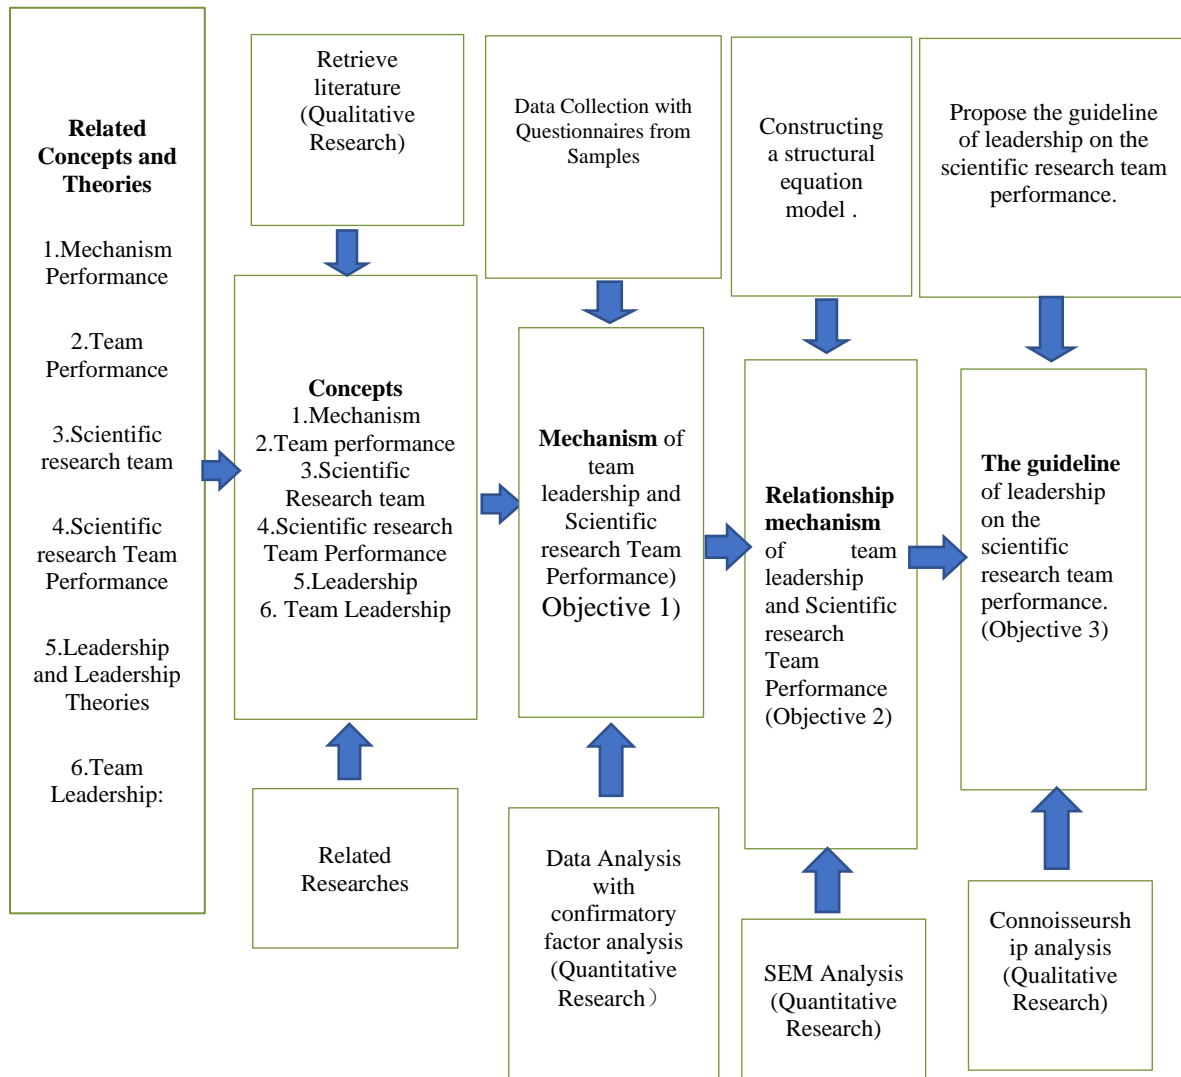 Related
Concepts and
Theories
1.Mechanism
Performance
2.Team
Performance
3.Scientific
research team
4.Scientific
research Team
Performance
5.Leadership
and Leadership
Theories
6.Team
Leadership:
Retrieve
literature
(Qualitative
Research)
Concepts
1.Mechanism
2.Team performance
3.Scientific
Research team
4.Scientific research
Team Performance
5.Leadership
6. Team Leadership
Related
Researches
Data Collection with
Questionnaires from
Samples
Mechanism of
team
leadership and
Scientific
research Team
Performance)
Objective 1)
Data Analysis
with
confirmatory
factor analysis
(Quantitative
Research）
Constructing
a structural
equation
model .
Relationship
mechanism
of team
leadership
and Scientific
research
Team
Performance
(Objective 2)
SEM Analysis
(Quantitative
Research)
Propose the guideline
of leadership on the
scientific research team
performance.
The guideline
of leadership
on the
scientific
research team
performance.
(Objective 3)
Connoisseursh
ip analysis
(Qualitative
Research)